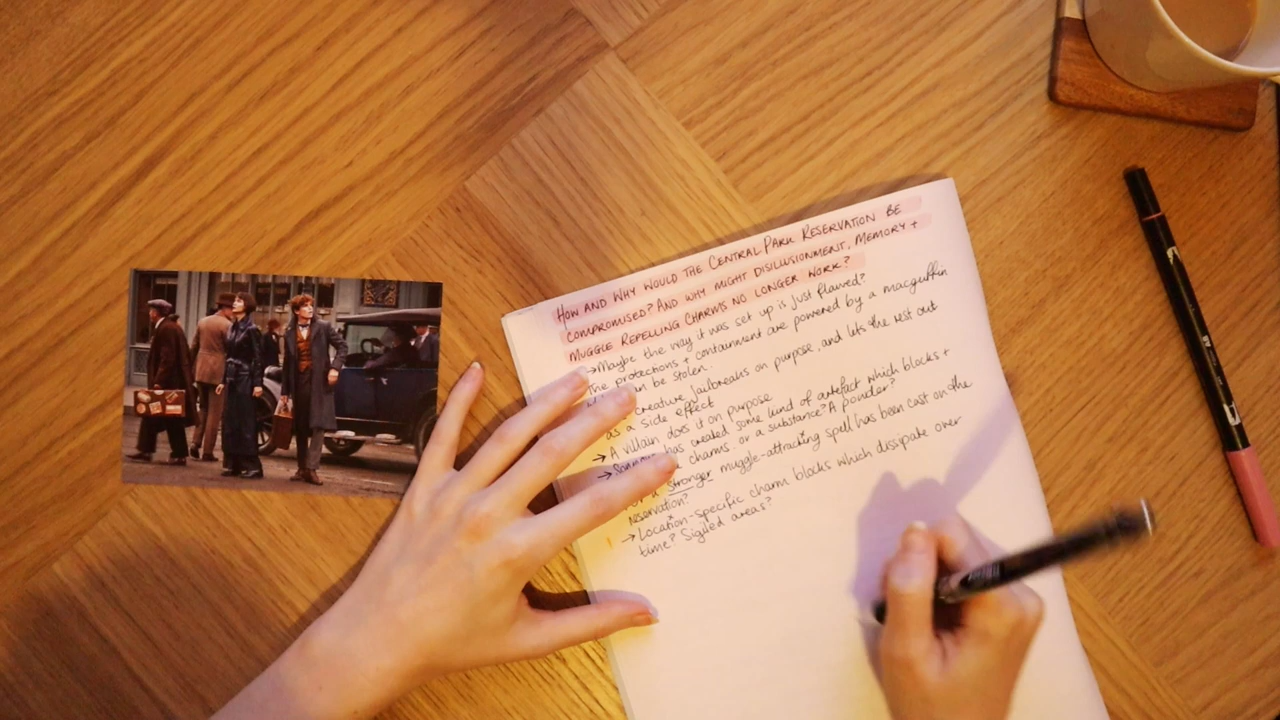 HOW AND WHY WOULD THE CENTRAL PARK RESERVATION BE
COMPROMISED? AND WHY MIGHT DISILLUSIONMENT, MEMORY +
MUGGLE REPELLING CHARMS NO LONGER WORK?
→ Maybe the way it was set up is just flawed?
The protections + containment are powered by a macguffin
can be stolen.
creature jailbreaks on purpose, and lets the rest out
as a side effect
→ A villain does it on purpose
→ has created some kind of artefact which blocks +
charms or a substance? A powder?
or a stronger muggle-attracting spell has been cast on the
reservation?
→ Location-specific charm blocks which dissipate over
time? Sigiled areas?